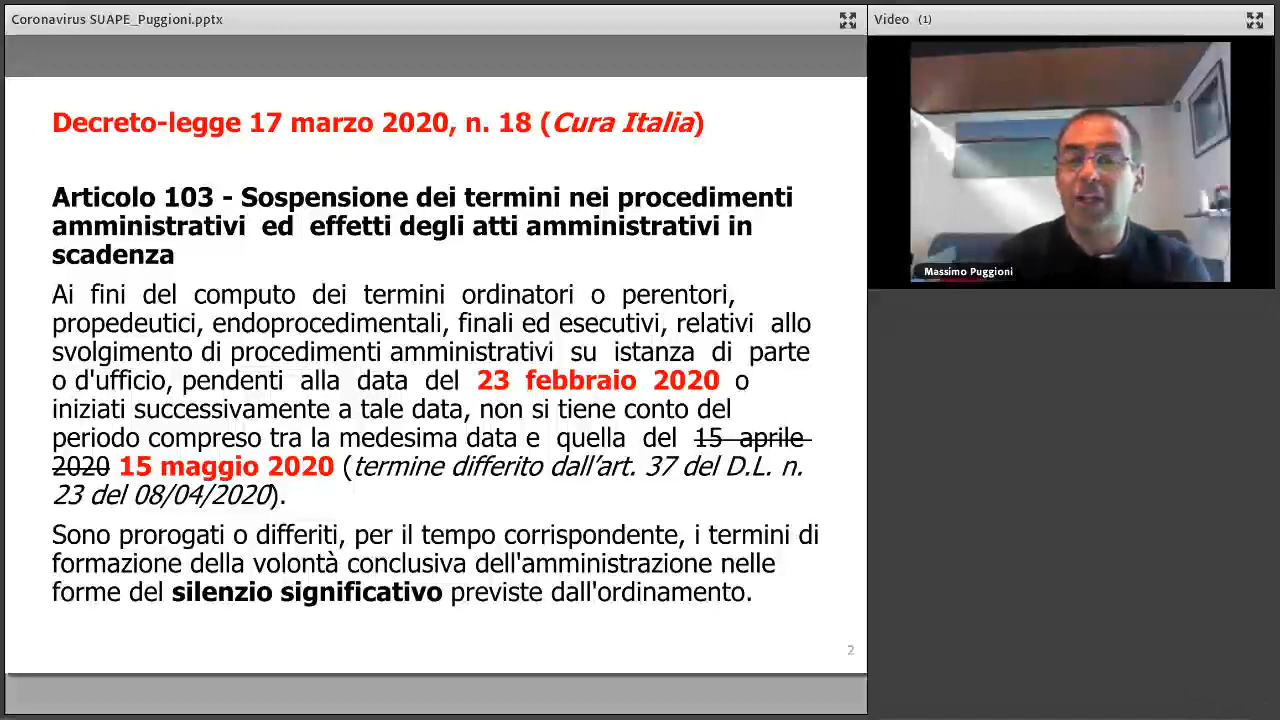 Coronavirus SUAPE_Puggioni.pptx
Video (1)
Decreto-legge 17 marzo 2020, n. 18 (Cura Italia)
Articolo 103 - Sospensione dei termini nei procedimenti
amministrativi ed effetti degli atti amministrativi in
scadenza
Ai fini del computo dei termini ordinatori o perentori,
propedeutici, endoprocedimentali, finali ed esecutivi, relativi allo
svolgimento di procedimenti amministrativi su istanza di parte
o d'ufficio, pendenti alla data del 23 febbraio 2020 o
iniziati successivamente a tale data, non si tiene conto del
periodo compreso tra la medesima data e quella del 15 aprile
2020 15 maggio 2020 (termine differito dall’art. 37 del D.L. n.
23 del 08/04/2020).
Sono prorogati o differiti, per il tempo corrispondente, i termini di
formazione della volontà conclusiva dell'amministrazione nelle
forme del silenzio significativo previste dall'ordinamento.
2
Massimo Puggioni